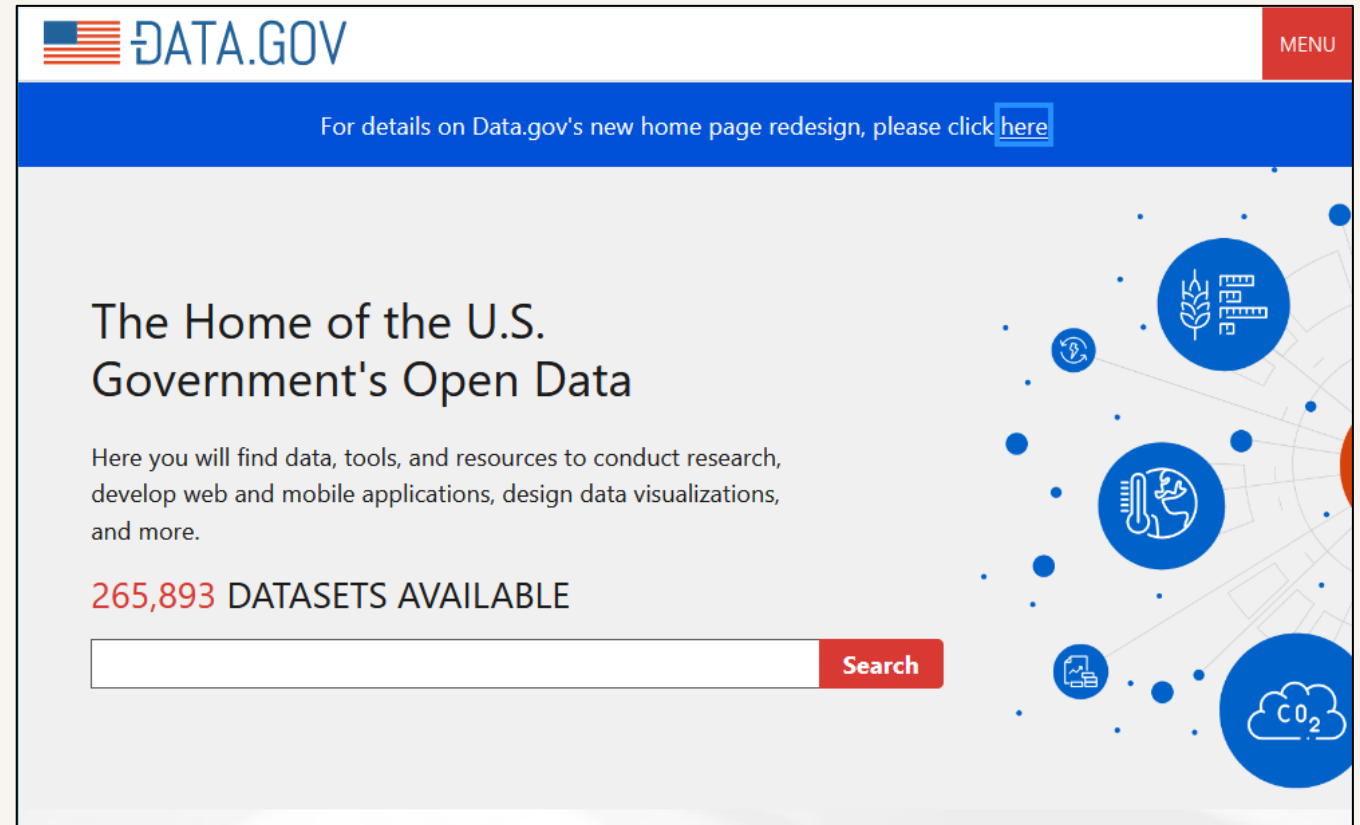 DATA.GOV
MENU
For details on Data.gov's new home page redesign, please click here
The Home of the U.S.
Government's Open Data
Here you will find data, tools, and resources to conduct research,
develop web and mobile applications, design data visualizations,
and more.
265,893 DATASETS AVAILABLE
Search
CO₂